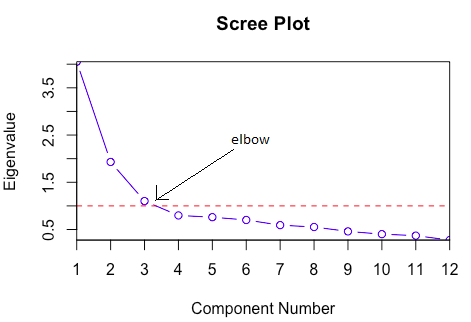 Scree Plot
elbow
Eigenvalue
3.5
2.5
1.5
0.5
1 2 3 4 5 6 7 8 9 10 11 12
Component Number